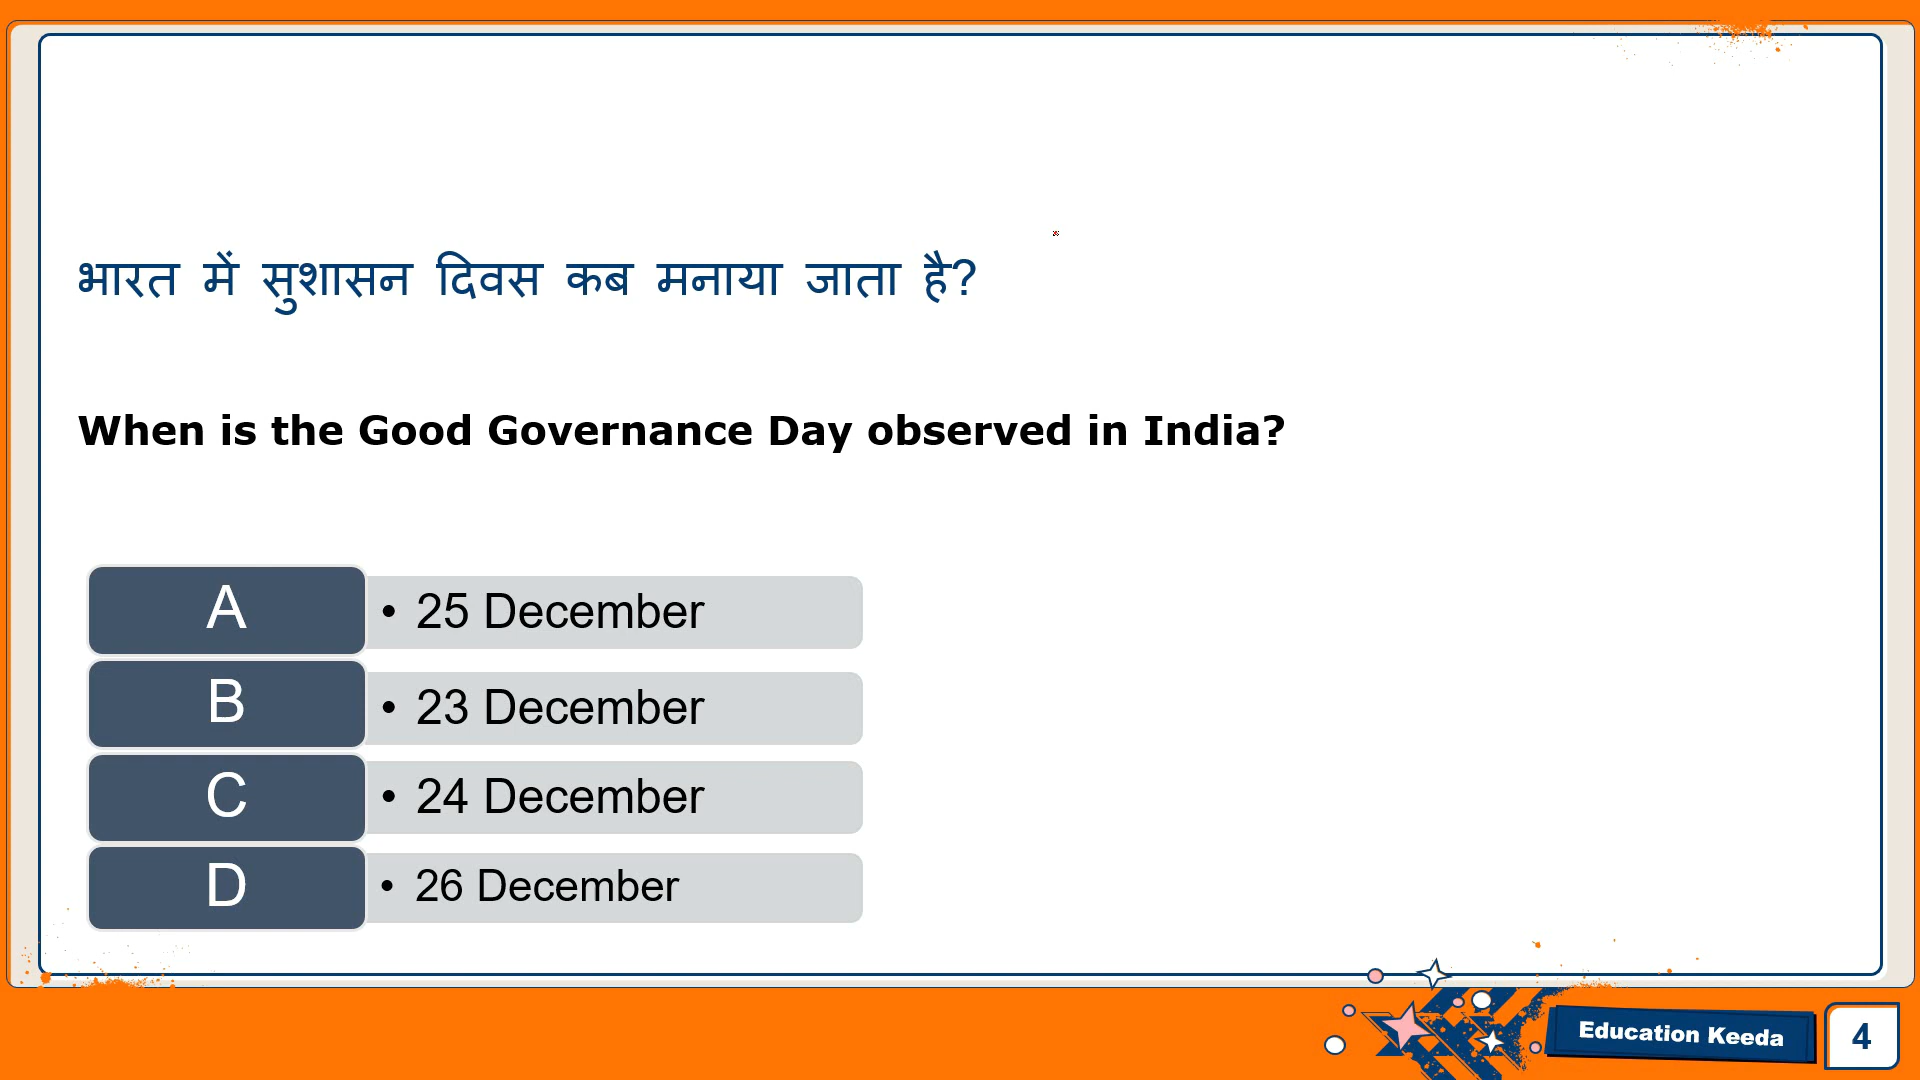 भारत में सुशासन दिवस कब मनाया जाता है?
When is the Good Governance Day observed in India?
A
• 25 December
B
• 23 December
C
• 24 December
D
• 26 December
Education Keeda
4